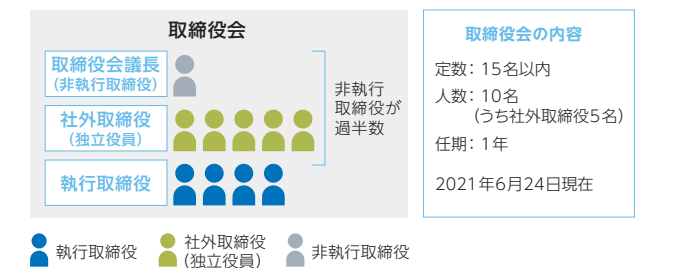 取締役会
取締役会議長
(非執行取締役)
社外取締役
(独立役員)
執行取締役
非執行
取締役が
過半数
取締役会の内容
定数：15名以内
人数：10名
(うち社外取締役5名)
任期：1年
2021年6月24日現在
執行取締役
社外取締役
(独立役員)
非執行取締役